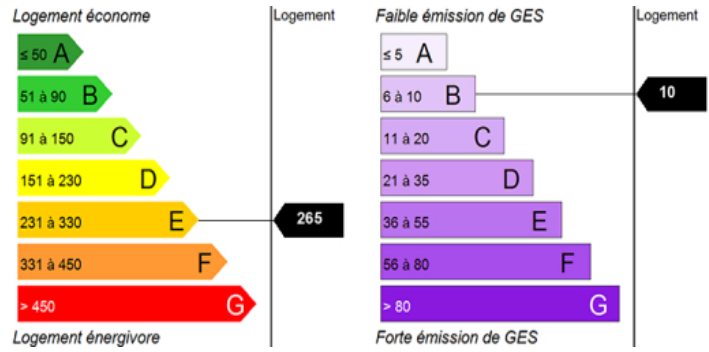 Logement économe
Logement
≤ 50 A
51 à 90 B
91 à 150 C
151 à 230 D
231 à 330 E
265
331 à 450 F
> 450 G
Logement énergivore
Faible émission de GES
Logement
≤ 5 A
6 à 10 B
10
11 à 20 C
21 à 35 D
36 à 55 E
56 à 80 F
> 80 G
Forte émission de GES